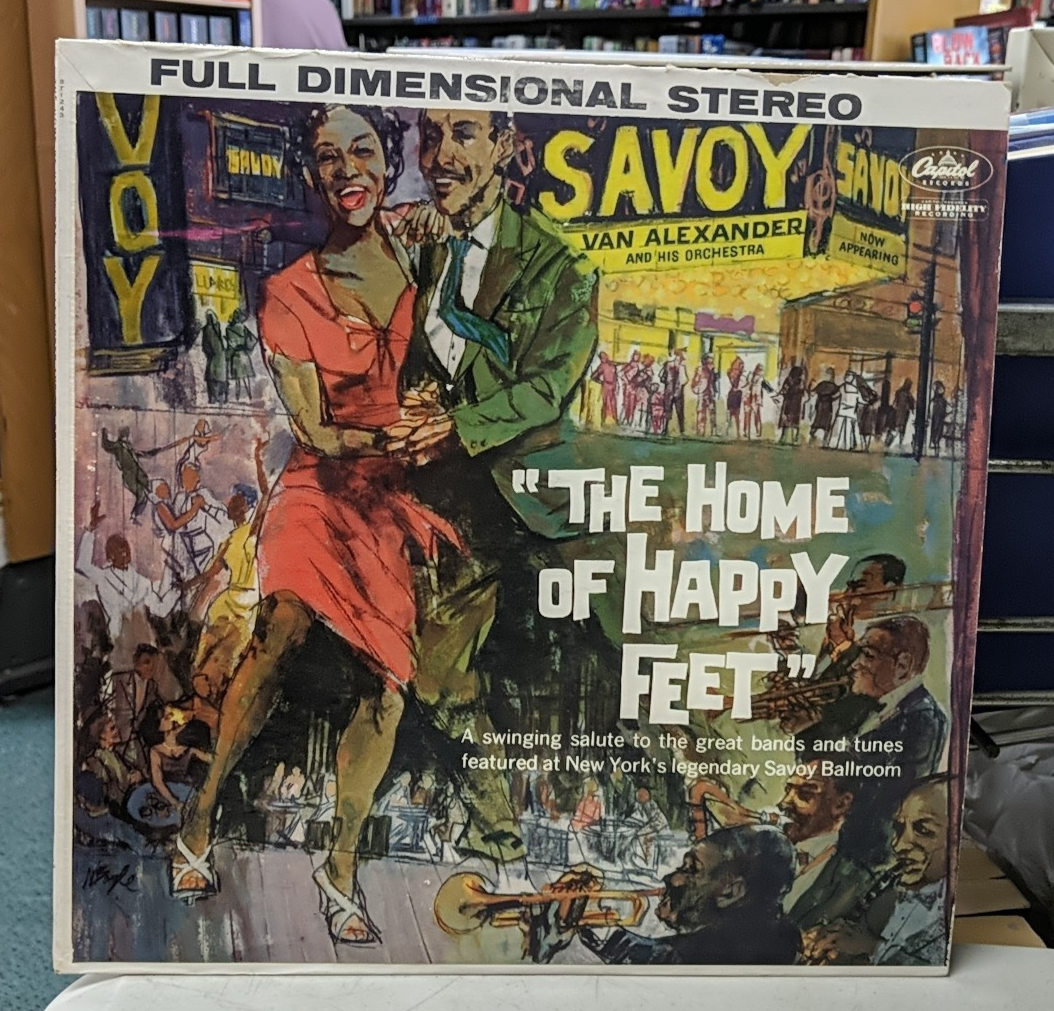 FULL DIMENSIONAL STEREO
VOY
SAVOY
SAVOY
SAVOY
Capitol
RECORDS
HIGH FIDELITY
RECORDING
VAN ALEXANDER
AND HIS ORCHESTRA
NOW
APPEARING
"THE HOME
OF HAPPY
FEET"
A swinging salute to the great bands and tunes
featured at New York's legendary Savoy Ballroom